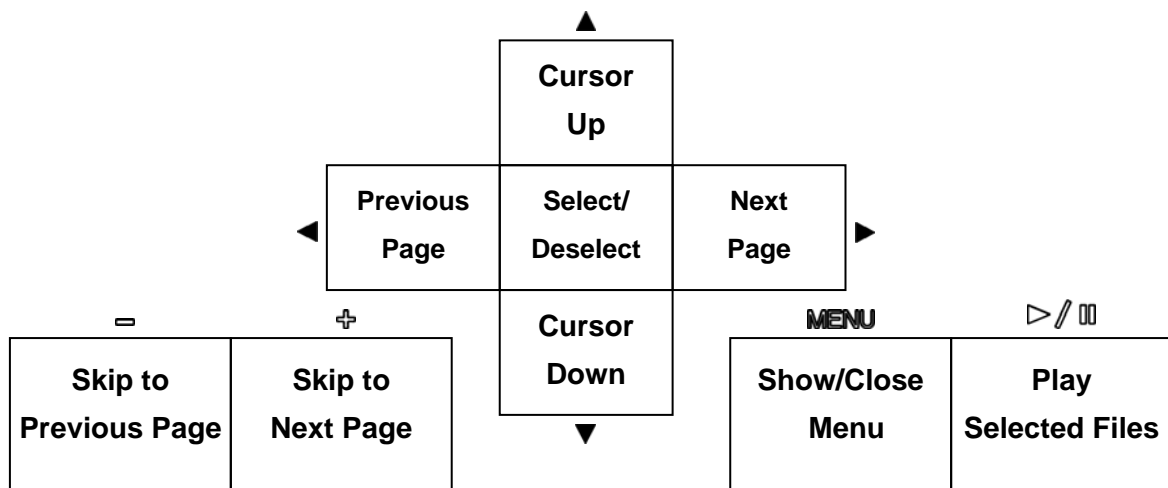 ▲
Cursor
Up
◀
Previous
Page
Select/
Deselect
Next
Page
▶
Cursor
Down
▼
-
Skip to
Previous Page
+
Skip to
Next Page
MENU
Show/Close
Menu
▷/▯▯
Play
Selected Files